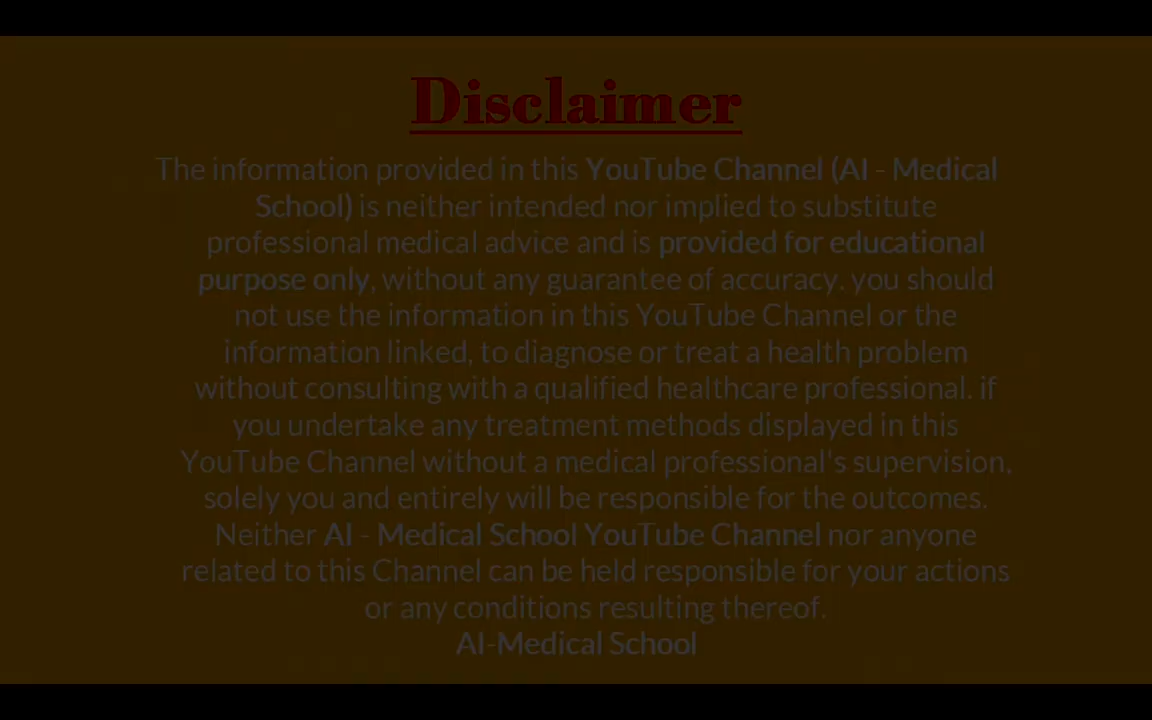 Disclaimer
The information provided in this YouTube Channel (AI - Medical
School) is neither intended nor implied to substitute
professional medical advice and is provided for educational
purpose only, without any guarantee of accuracy. you should
not use the information in this YouTube Channel or the
information linked, to diagnose or treat a health problem
without consulting with a qualified healthcare professional. if
you undertake any treatment methods displayed in this
YouTube Channel without a medical professional's supervision,
solely you and entirely will be responsible for the outcomes.
Neither AI - Medical School YouTube Channel nor anyone
related to this Channel can be held responsible for your actions
or any conditions resulting thereof.
AI-Medical School